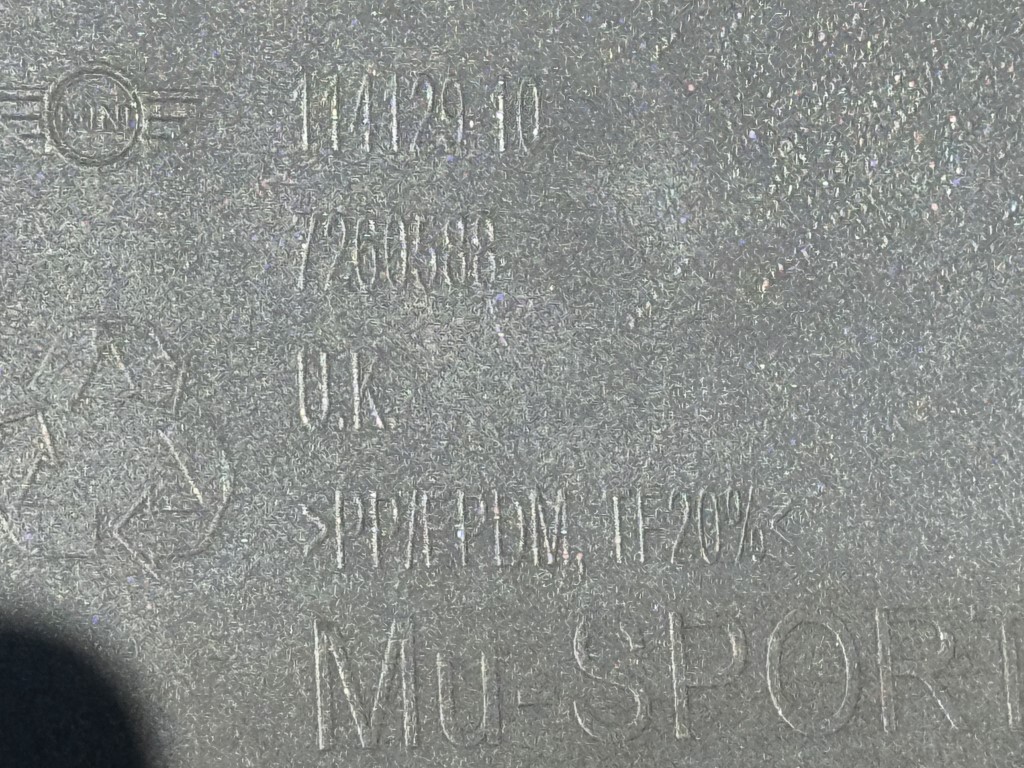 MINI
114129-10
7260588
U.K.
>PP/EPDM, TF20%<
Mu-SPORT